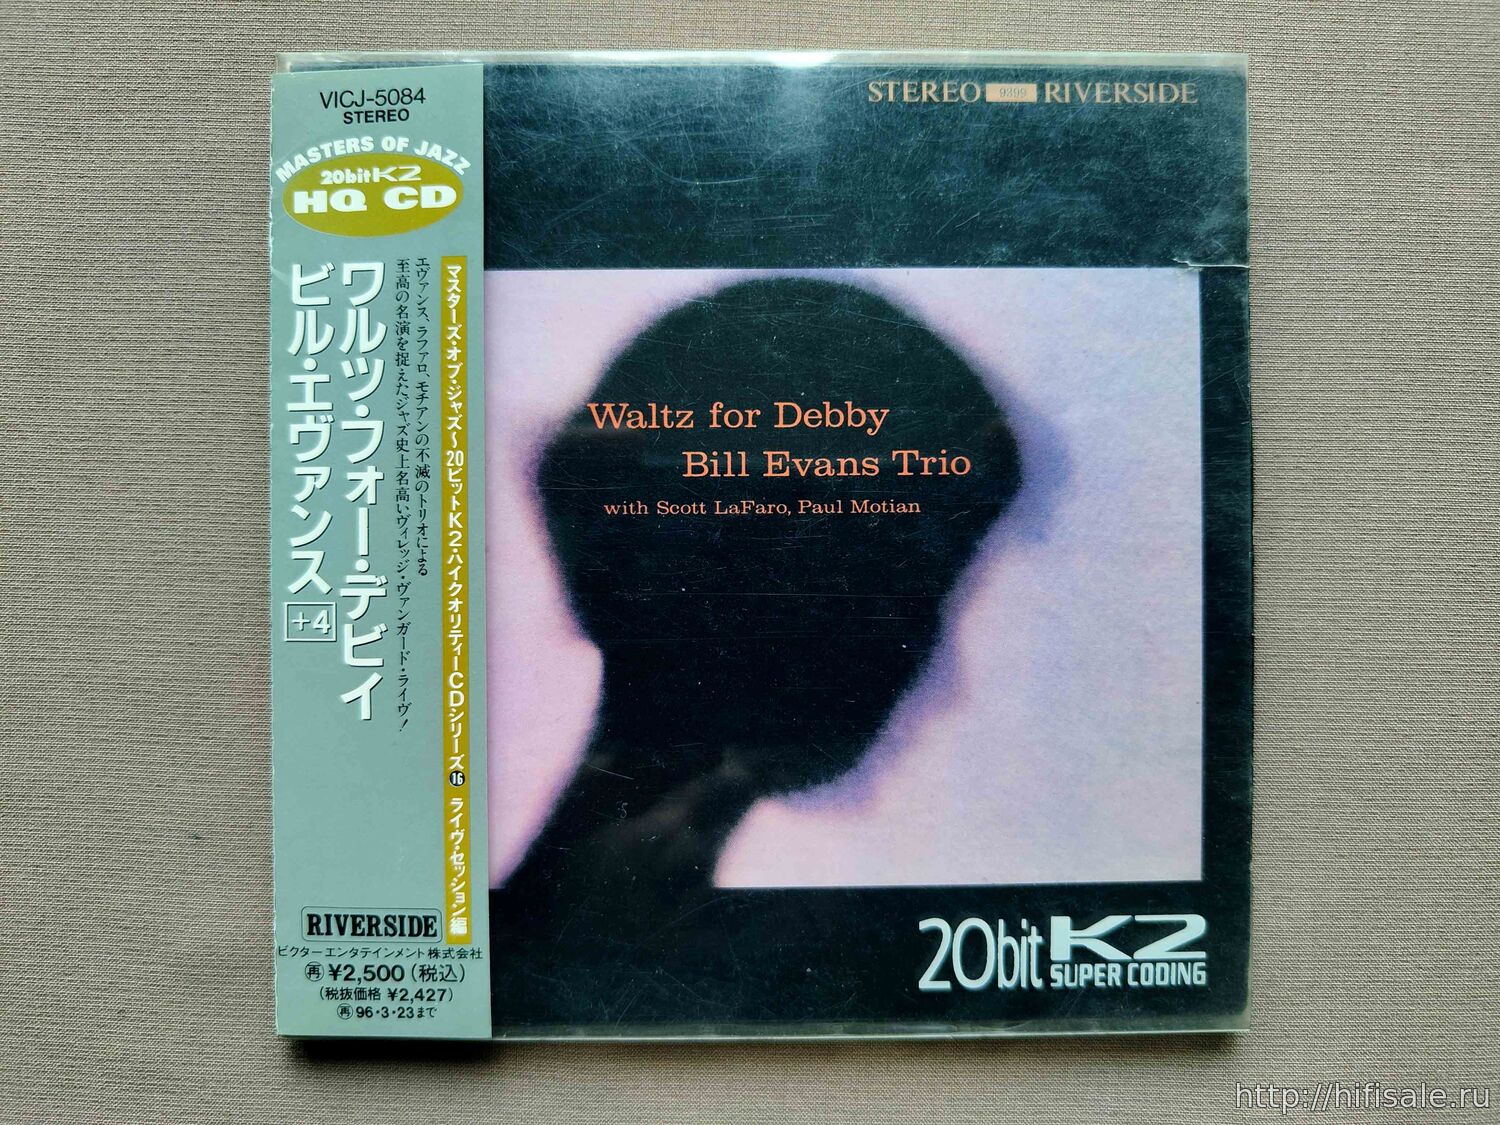 VICJ-5084
STEREO
MASTERS OF JAZZ
20bitK2
HQ CD
マスターズ・オブ・ジャズ〜20ビットK2・ハイクオリティーCDシリーズ⑯ ライヴ・セッション編
エヴァンス、ラファロ、モチアンの不滅のトリオによる
至高の名演を捉えたジャズ史上名高いヴィレッジ・ヴァンガード・ライヴ!
ワルツ・フォー・デビイ
ビル・エヴァンス +4
RIVERSIDE
ビクターエンタテインメント株式会社
再 ¥2,500(税込)
(税抜価格 ¥2,427)
再 96・3・23まで
STEREO 9399 RIVERSIDE
Waltz for Debby
Bill Evans Trio
with Scott LaFaro, Paul Motian
20bit K2
SUPER CODING
http://hifisale.ru